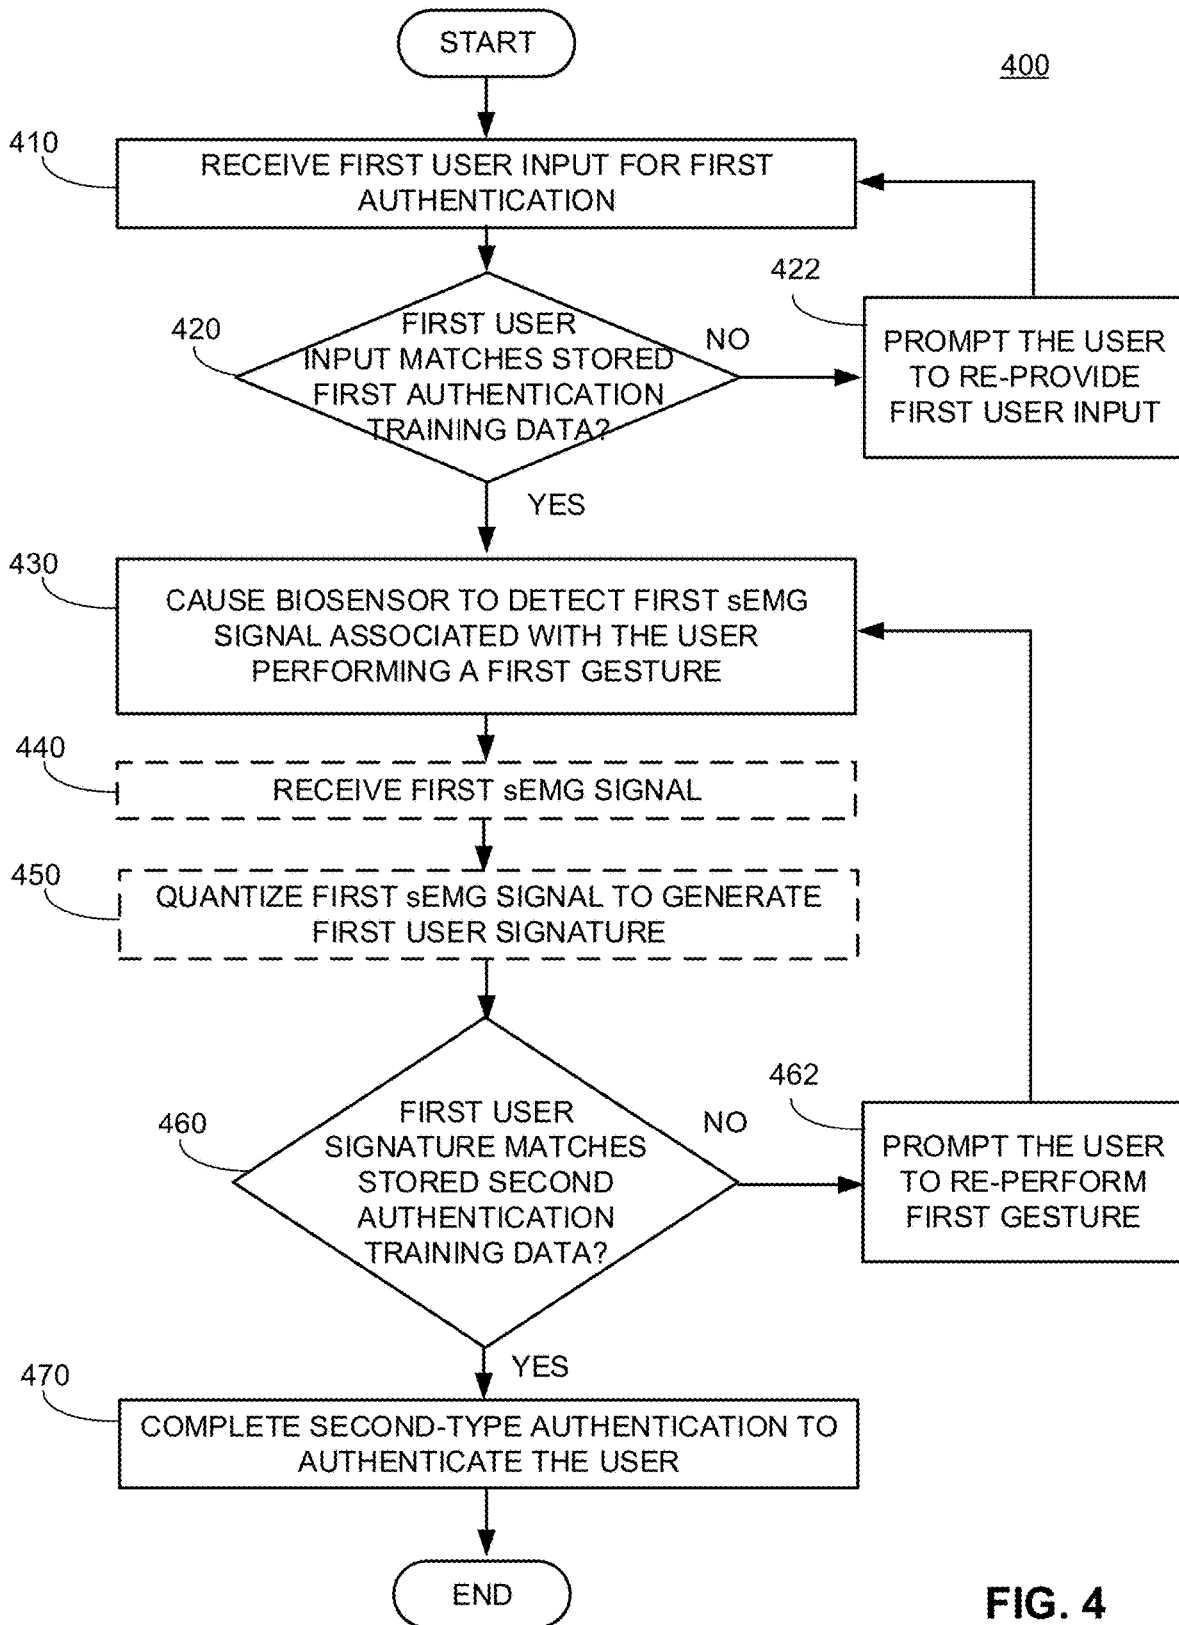 START
400
410
RECEIVE FIRST USER INPUT FOR FIRST
AUTHENTICATION
422
420
FIRST USER
INPUT MATCHES STORED
FIRST AUTHENTICATION
TRAINING DATA?
NO
PROMPT THE USER
TO RE-PROVIDE
FIRST USER INPUT
YES
430
CAUSE BIOSENSOR TO DETECT FIRST sEMG
SIGNAL ASSOCIATED WITH THE USER
PERFORMING A FIRST GESTURE
440
RECEIVE FIRST sEMG SIGNAL
450
QUANTIZE FIRST sEMG SIGNAL TO GENERATE
FIRST USER SIGNATURE
460
FIRST USER
SIGNATURE MATCHES
STORED SECOND
AUTHENTICATION
TRAINING DATA?
NO
462
PROMPT THE USER
TO RE-PERFORM
FIRST GESTURE
YES
470
COMPLETE SECOND-TYPE AUTHENTICATION TO
AUTHENTICATE THE USER
END
FIG. 4